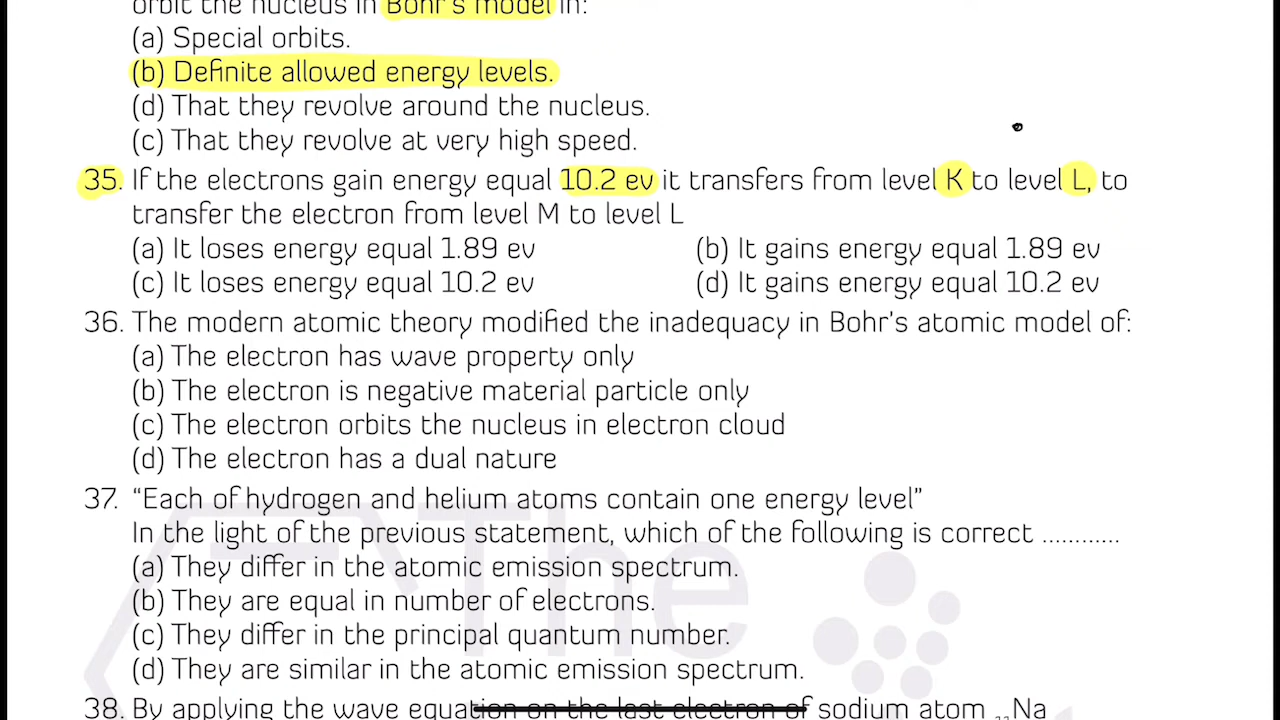 orbit the nucleus in Bohr's model in:
(a) Special orbits.
(b) Definite allowed energy levels.
(d) That they revolve around the nucleus.
(c) That they revolve at very high speed.
35. If the electrons gain energy equal 10.2 ev it transfers from level K to level L, to
transfer the electron from level M to level L
(a) It loses energy equal 1.89 ev (b) It gains energy equal 1.89 ev
(c) It loses energy equal 10.2 ev (d) It gains energy equal 10.2 ev
36. The modern atomic theory modified the inadequacy in Bohr's atomic model of:
(a) The electron has wave property only
(b) The electron is negative material particle only
(c) The electron orbits the nucleus in electron cloud
(d) The electron has a dual nature
37. “Each of hydrogen and helium atoms contain one energy level”
In the light of the previous statement, which of the following is correct ............
(a) They differ in the atomic emission spectrum.
(b) They are equal in number of electrons.
(c) They differ in the principal quantum number.
(d) They are similar in the atomic emission spectrum.
38. By applying the wave equation on the last electron of sodium atom ₁₁Na
The